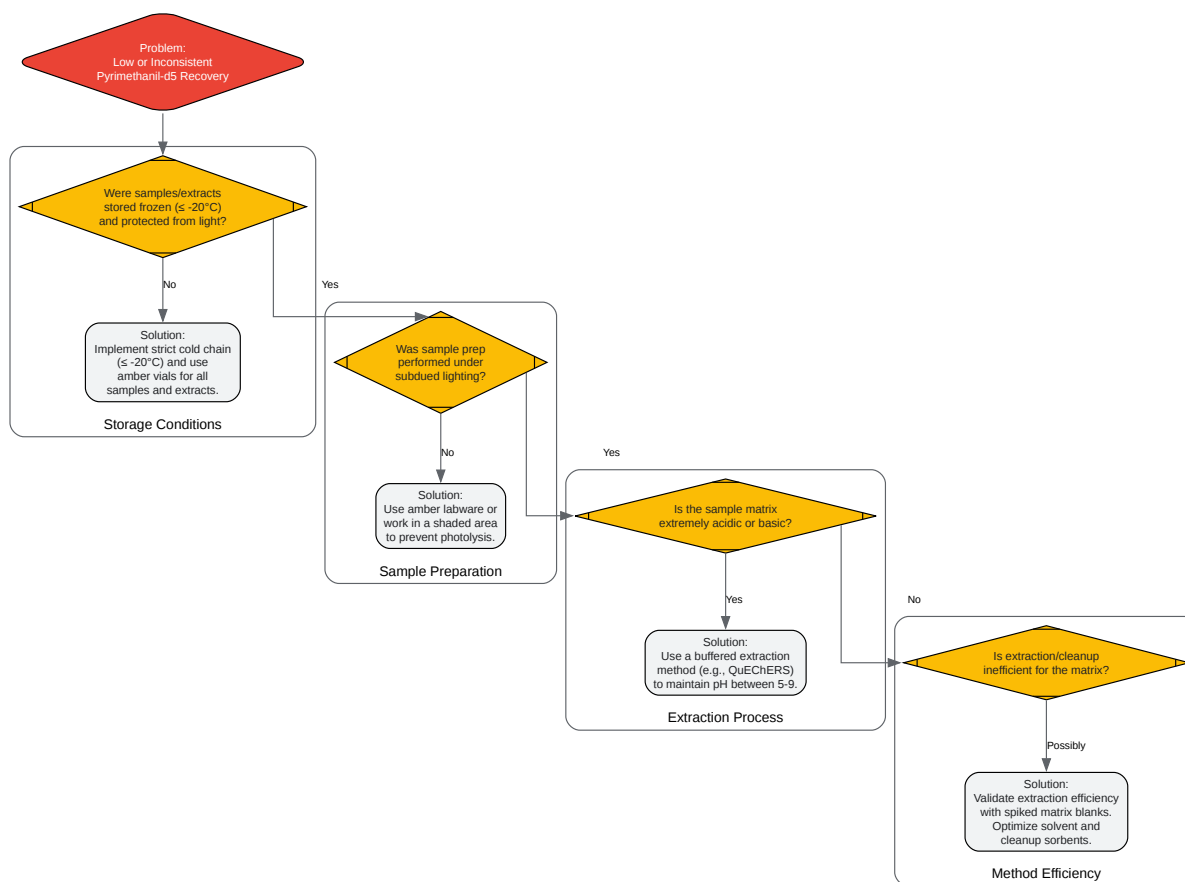 Problem:
Low or Inconsistent
Pyrimethanil-d5 Recovery
Were samples/extracts
stored frozen (≤ -20°C)
and protected from light?
No
Yes
Solution:
Implement strict cold chain
(≤ -20°C) and use
amber vials for all
samples and extracts.
Storage Conditions
Was sample prep
performed under
subdued lighting?
No
Yes
Solution:
Use amber labware or
work in a shaded area
to prevent photolysis.
Sample Preparation
Is the sample matrix
extremely acidic or basic?
Yes
No
Solution:
Use a buffered extraction
method (e.g., QuEChERS)
to maintain pH between 5-9.
Extraction Process
Is extraction/cleanup
inefficient for the matrix?
Possibly
Solution:
Validate extraction efficiency
with spiked matrix blanks.
Optimize solvent and
cleanup sorbents.
Method Efficiency